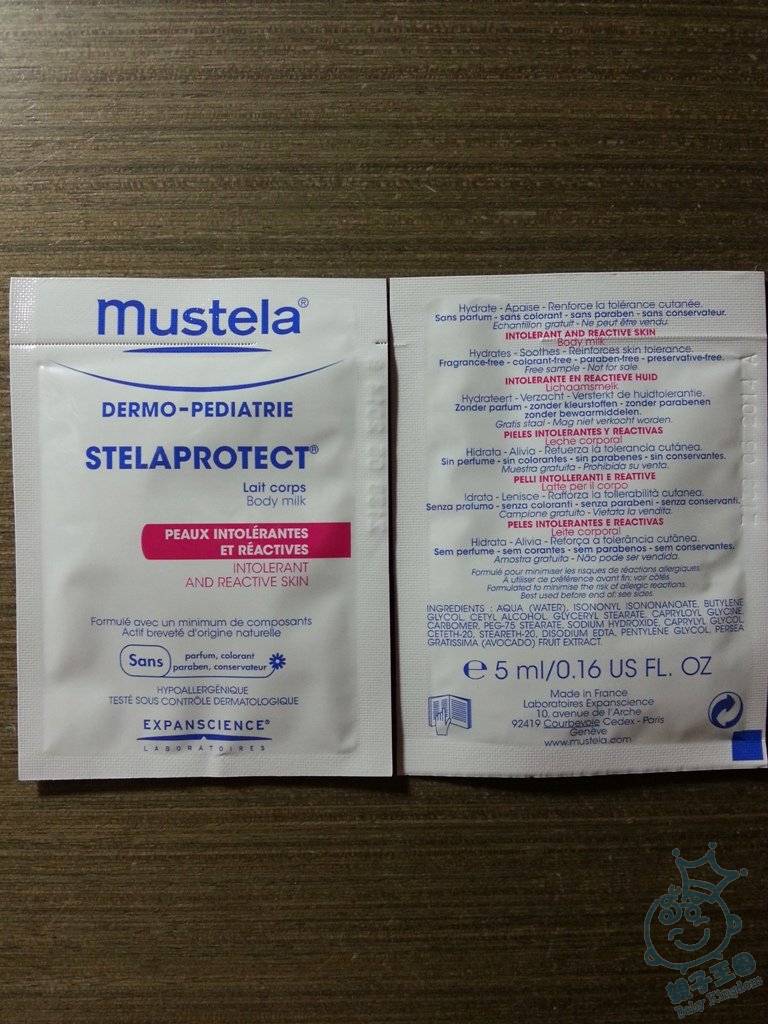 mustela®
DERMO-PEDIATRIE
STELAPROTECT®
Lait corps
Body milk
PEAUX INTOLÉRANTES
ET RÉACTIVES
INTOLERANT
AND REACTIVE SKIN
Formulé avec un minimum de composants
Actif breveté d'origine naturelle
Sans parfum, colorant
paraben, conservateur
HYPOALLERGÉNIQUE
TESTÉ SOUS CONTRÔLE DERMATOLOGIQUE
EXPANSCIENCE®
LABORATOIRES
Hydrate - Apaise - Renforce la tolérance cutanée.
Sans parfum - sans colorant - sans paraben - sans conservateur.
Echantillon gratuit - Ne peut être vendu.
INTOLERANT AND REACTIVE SKIN
Body milk
Hydrates - Soothes - Reinforces skin tolerance.
Fragrance-free - colorant-free - paraben-free - preservative-free.
Free sample - Not for sale.
INTOLERANTE EN REACTIEVE HUID
Lichaamsmelk
Hydrateert - Verzacht - Versterkt de huidtolerantie.
Zonder parfum - zonder kleurstoffen - zonder parabenen
zonder bewaarmiddelen.
Gratis staal - Mag niet verkocht worden.
PIELES INTOLERANTES Y REACTIVAS
Leche corporal
Hidrata - Alivia - Refuerza la tolerancia cutánea.
Sin perfume - sin colorantes - sin parabenes - sin conservantes.
Muestra gratuita - Prohibida su venta.
PELLI INTOLLERANTI E REATTIVE
Latte per il corpo
Idrata - Lenisce - Rafforza la tollerabilità cutanea.
Senza profumo - senza coloranti - senza parabeni - senza conservanti.
Campione gratuito - Vietata la vendita.
PELES INTOLERANTES E REACTIVAS
Leite corporal
Hidrata - Alivia - Reforça a tolerância cutânea.
Sem perfume - sem corantes - sem parabenos - sem conservantes.
Amostra gratuita - Não pode ser vendida.
Formulé pour minimiser les risques de réactions allergiques.
A utiliser de préférence avant fin: voir côtés.
Formulated to minimise the risk of allergic reactions.
Best used before end of: see sides.
INGREDIENTS : AQUA (WATER), ISONONYL ISONONANOATE, BUTYLENE
GLYCOL, CETYL ALCOHOL, GLYCERYL STEARATE, CAPRYLOYL GLYCINE,
CARBOMER, PEG-75 STEARATE, SODIUM HYDROXIDE, CAPRYLYL GLYCOL,
CETETH-20, STEARETH-20, DISODIUM EDTA, PENTYLENE GLYCOL, PERSEA
GRATISSIMA (AVOCADO) FRUIT EXTRACT.
℮ 5 ml/0.16 US FL. OZ
Made in France
Laboratoires Expanscience
10, avenue de l'Arche
92419 Courbevoie Cedex - Paris
Genève
www.mustela.com
親子王國
Baby Kingdom